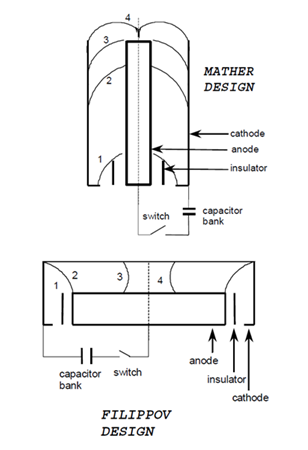 4
3
MATHER
DESIGN
2
cathode
anode
1
insulator
switch
capacitor
bank
1
2
3
4
capacitor
bank
switch
anode
insulator
cathode
FILIPPOV
DESIGN